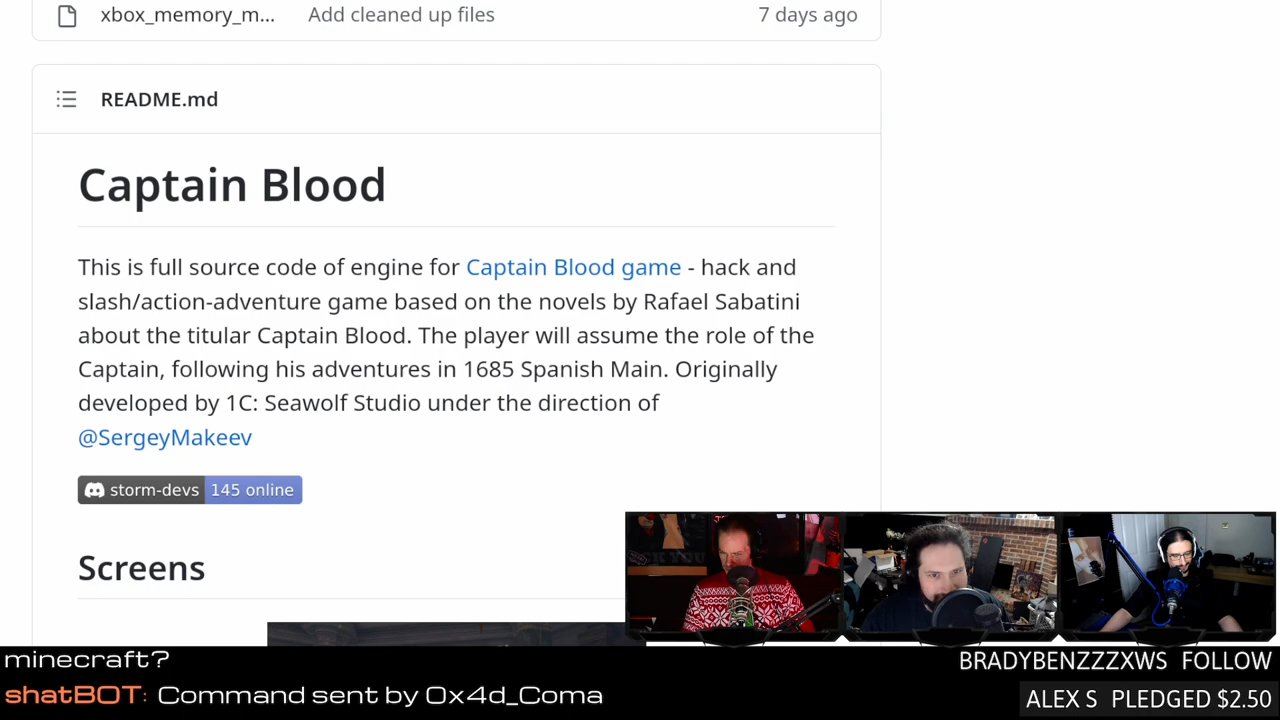 xbox_memory_m... Add cleaned up files 7 days ago
README.md
Captain Blood
This is full source code of engine for Captain Blood game - hack and
slash/action-adventure game based on the novels by Rafael Sabatini
about the titular Captain Blood. The player will assume the role of the
Captain, following his adventures in 1685 Spanish Main. Originally
developed by 1C: Seawolf Studio under the direction of
@SergeyMakeev
storm-devs 145 online
Screens
minecraft?
shatBOT: Command sent by 0x4d_Coma
BRADYBENZZZXWS FOLLOW
ALEX S PLEDGED $2.50